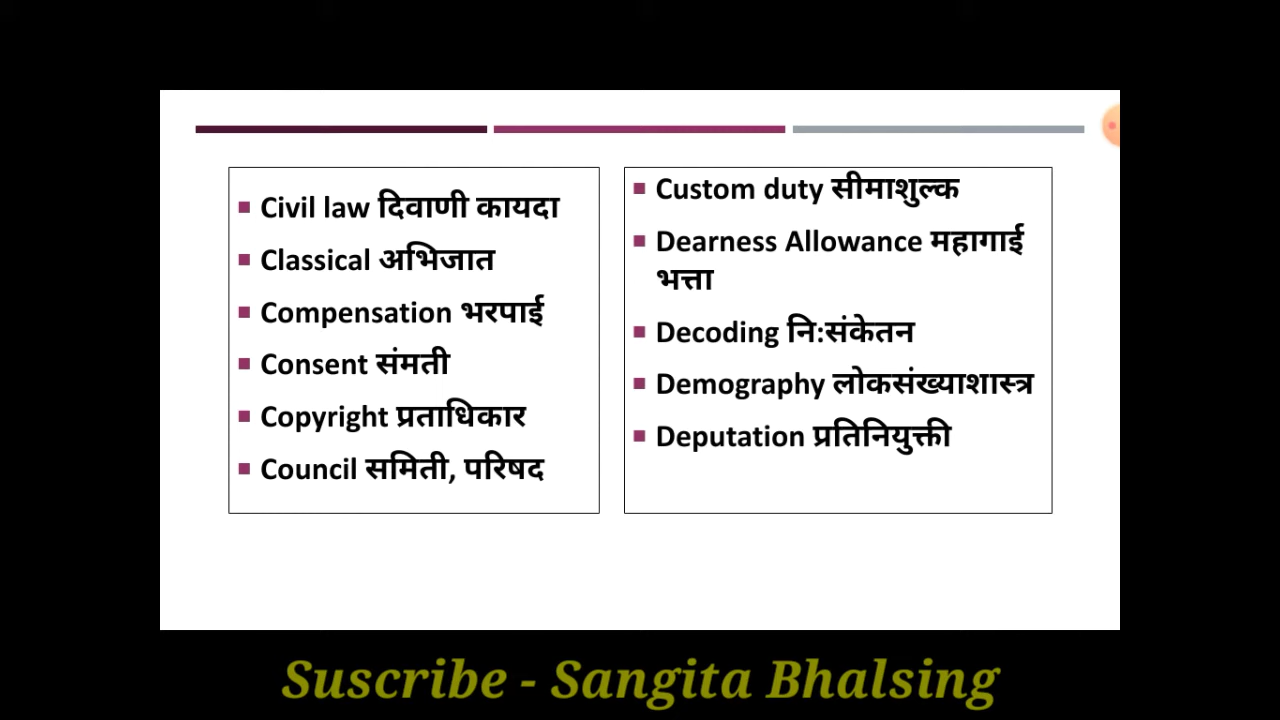 Civil law दिवाणी कायदा
Classical अभिजात
Compensation भरपाई
Consent संमती
Copyright प्रताधिकार
Council समिती, परिषद
Custom duty सीमाशुल्क
Dearness Allowance महागाई
भत्ता
Decoding नि:संकेतन
Demography लोकसंख्याशास्त्र
Deputation प्रतिनियुक्ती
Suscribe - Sangita Bhalsing